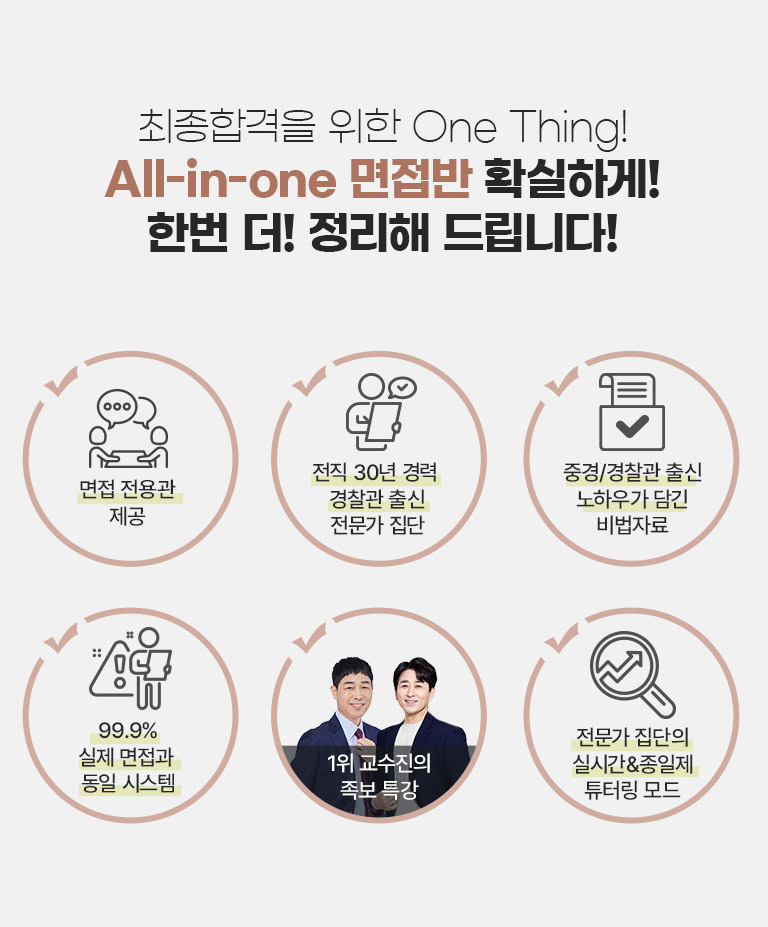 최종합격을 위한 One Thing!
All-in-one 면접반 확실하게!
한번 더! 정리해 드립니다!
면접 전용관
제공
전직 30년 경력
경찰관 출신
전문가 집단
중경/경찰관 출신
노하우가 담긴
비법자료
99.9%
실제 면접과
동일 시스템
1위 교수진의
족보 특강
전문가 집단의
실시간&종일제
튜터링 모드